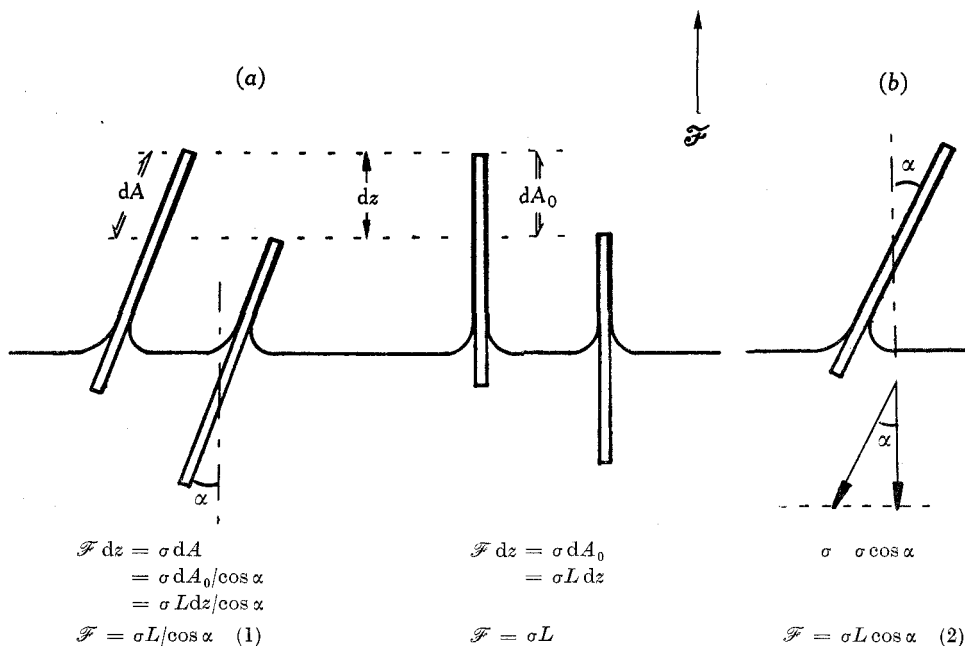 (a)
(b)
ℱ
dA
dz
dA₀
α
α
α
ℱ dz = σ dA
= σ dA₀/cos α
= σ Ldz/cos α
ℱ = σL/cos α (1)
ℱ dz = σ dA₀
= σL dz
ℱ = σL
σ σ cos α
ℱ = σL cos α (2)